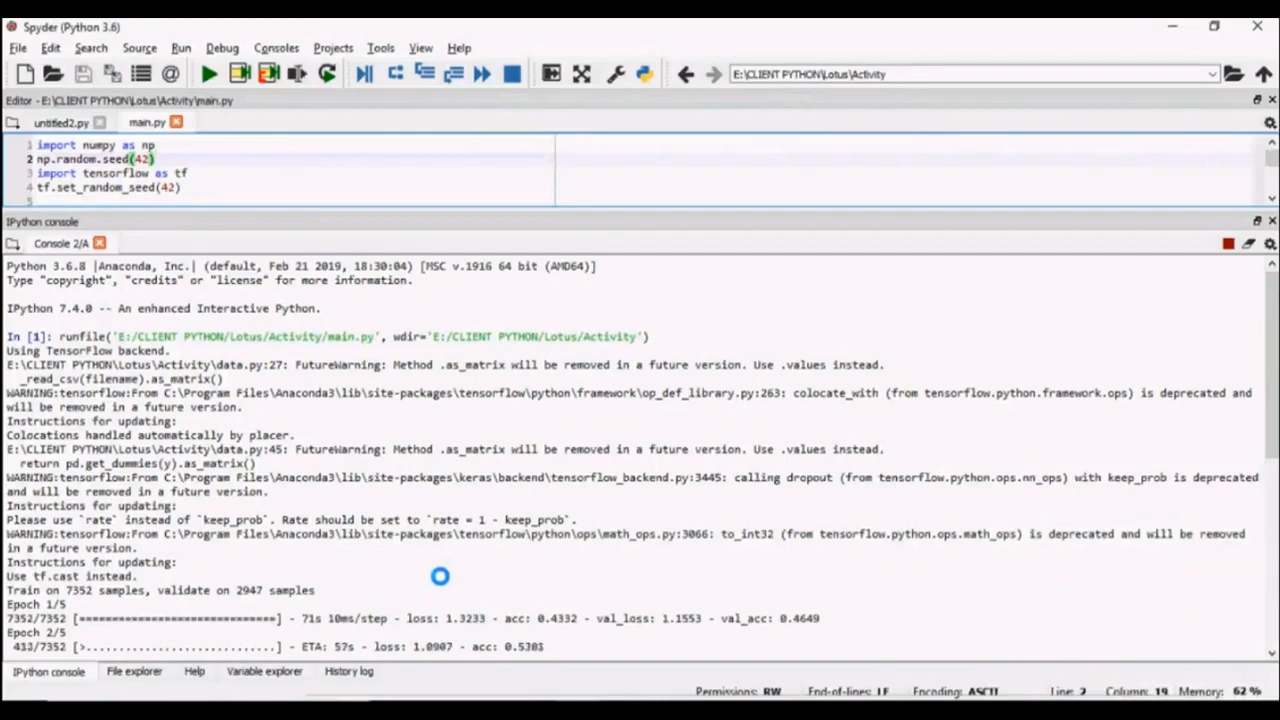 Spyder (Python 3.6)
File Edit Search Source Run Debug Consoles Projects Tools View Help
E:\CLIENT PYTHON\Lotus\Activity
Editor - E:\CLIENT PYTHON\Lotus\Activity\main.py
untitled2.py main.py
1 import numpy as np
2 np.random.seed(42)
3 import tensorflow as tf
4 tf.set_random_seed(42)
5
IPython console
Console 2/A
Python 3.6.8 |Anaconda, Inc.| (default, Feb 21 2019, 18:30:04) [MSC v.1916 64 bit (AMD64)]
Type "copyright", "credits" or "license" for more information.
IPython 7.4.0 -- An enhanced Interactive Python.
In [1]: runfile('E:/CLIENT PYTHON/Lotus/Activity/main.py', wdir='E:/CLIENT PYTHON/Lotus/Activity')
Using TensorFlow backend.
E:\CLIENT PYTHON\Lotus\Activity\data.py:27: FutureWarning: Method .as_matrix will be removed in a future version. Use .values instead.
_read_csv(filename).as_matrix()
WARNING:tensorflow:From C:\Program Files\Anaconda3\lib\site-packages\tensorflow\python\framework\op_def_library.py:263: colocate_with (from tensorflow.python.framework.ops) is deprecated and
will be removed in a future version.
Instructions for updating:
Colocations handled automatically by placer.
E:\CLIENT PYTHON\Lotus\Activity\data.py:45: FutureWarning: Method .as_matrix will be removed in a future version. Use .values instead.
return pd.get_dummies(y).as_matrix()
WARNING:tensorflow:From C:\Program Files\Anaconda3\lib\site-packages\keras\backend\tensorflow_backend.py:3445: calling dropout (from tensorflow.python.ops.nn_ops) with keep_prob is deprecated
and will be removed in a future version.
Instructions for updating:
Please use `rate` instead of `keep_prob`. Rate should be set to `rate = 1 - keep_prob`.
WARNING:tensorflow:From C:\Program Files\Anaconda3\lib\site-packages\tensorflow\python\ops\math_ops.py:3066: to_int32 (from tensorflow.python.ops.math_ops) is deprecated and will be removed
in a future version.
Instructions for updating:
Use tf.cast instead.
Train on 7352 samples, validate on 2947 samples
Epoch 1/5
7352/7352 [==============================] - 71s 10ms/step - loss: 1.3233 - acc: 0.4332 - val_loss: 1.1553 - val_acc: 0.4649
Epoch 2/5
433/7352 [>.............................] - ETA: 57s - loss: 1.0907 - acc: 0.5303
IPython console File explorer Help Variable explorer History log
Permissions: RW End-of-lines: LF Encoding: ASCII Line: 2 Column: 19 Memory: 62 %